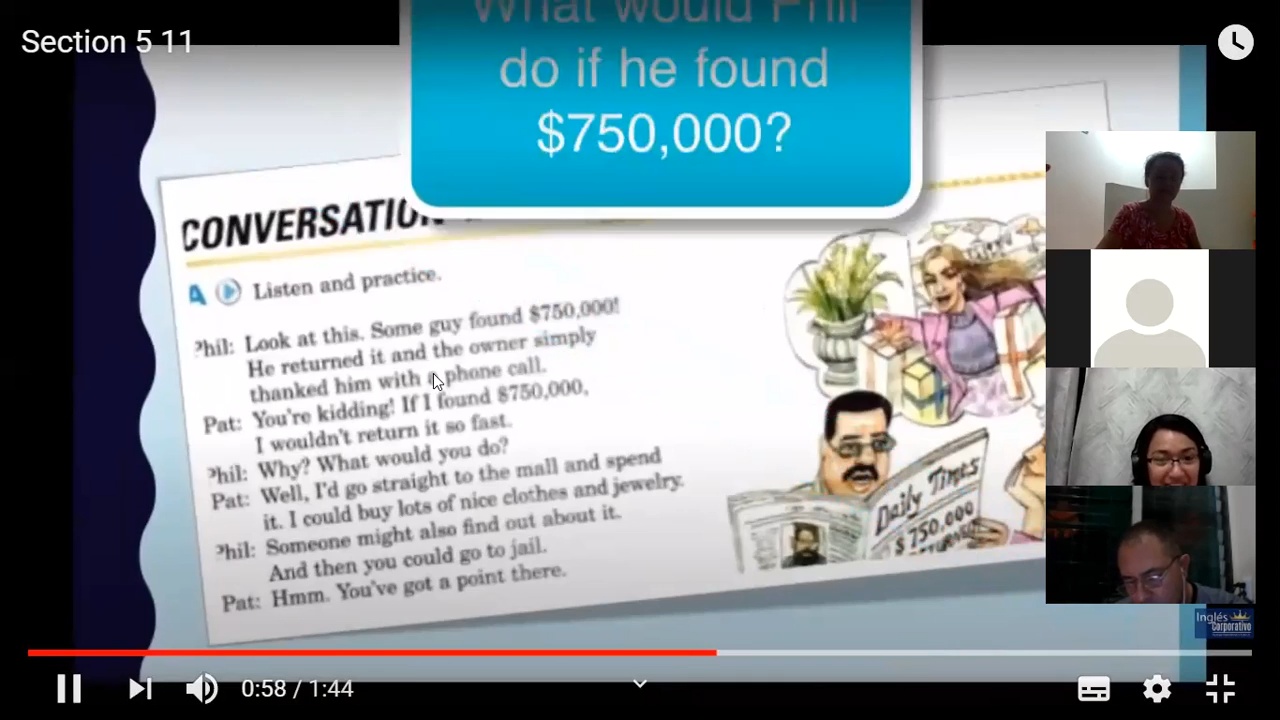 Section 5 11
What would Phil
do if he found
$750,000?
CONVERSATION
A Listen and practice.
Phil: Look at this. Some guy found $750,000!
He returned it and the owner simply
thanked him with a phone call.
Pat: You're kidding! If I found $750,000,
I wouldn't return it so fast.
Phil: Why? What would you do?
Pat: Well, I'd go straight to the mall and spend
it. I could buy lots of nice clothes and jewelry.
Phil: Someone might also find out about it.
And then you could go to jail.
Pat: Hmm. You've got a point there.
Daily Times
$750,000
Inglés
Corporativo
0:58 / 1:44